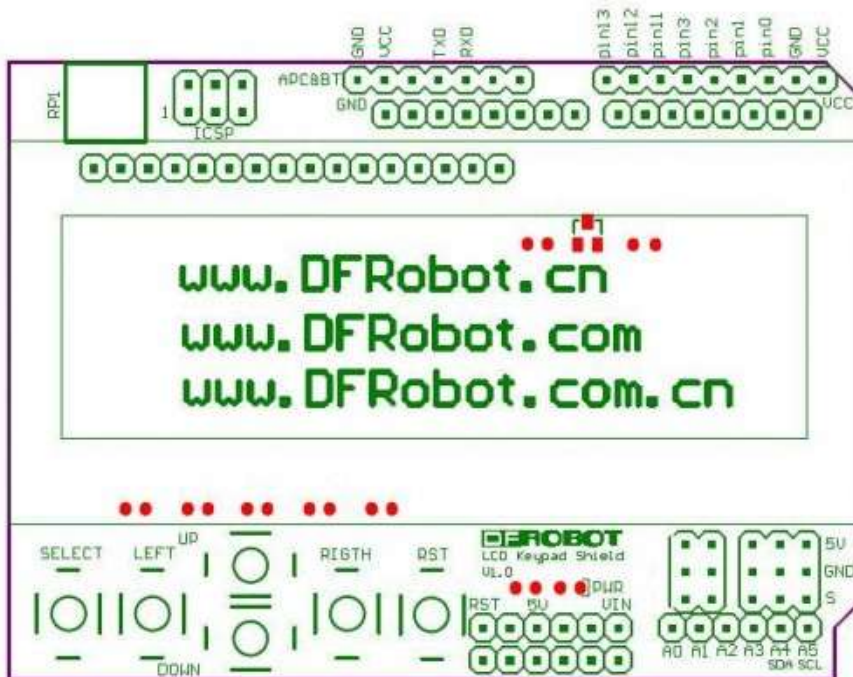 GND VCC TXD RXD
pin13 pin12 pin11 pin3 pin2 pin1 pin0 GND VCC
RP1
APC&BT
1
ICSP
GND
VCC
www.DFRobot.cn
www.DFRobot.com
www.DFRobot.com.cn
SELECT LEFT UP RIGTH RST
DOWN
DFROBOT
LCD Keypad Shield
V1.0
PWR
RST 5V VIN
5V
GND
S
A0 A1 A2 A3 A4 A5
SDA SCL